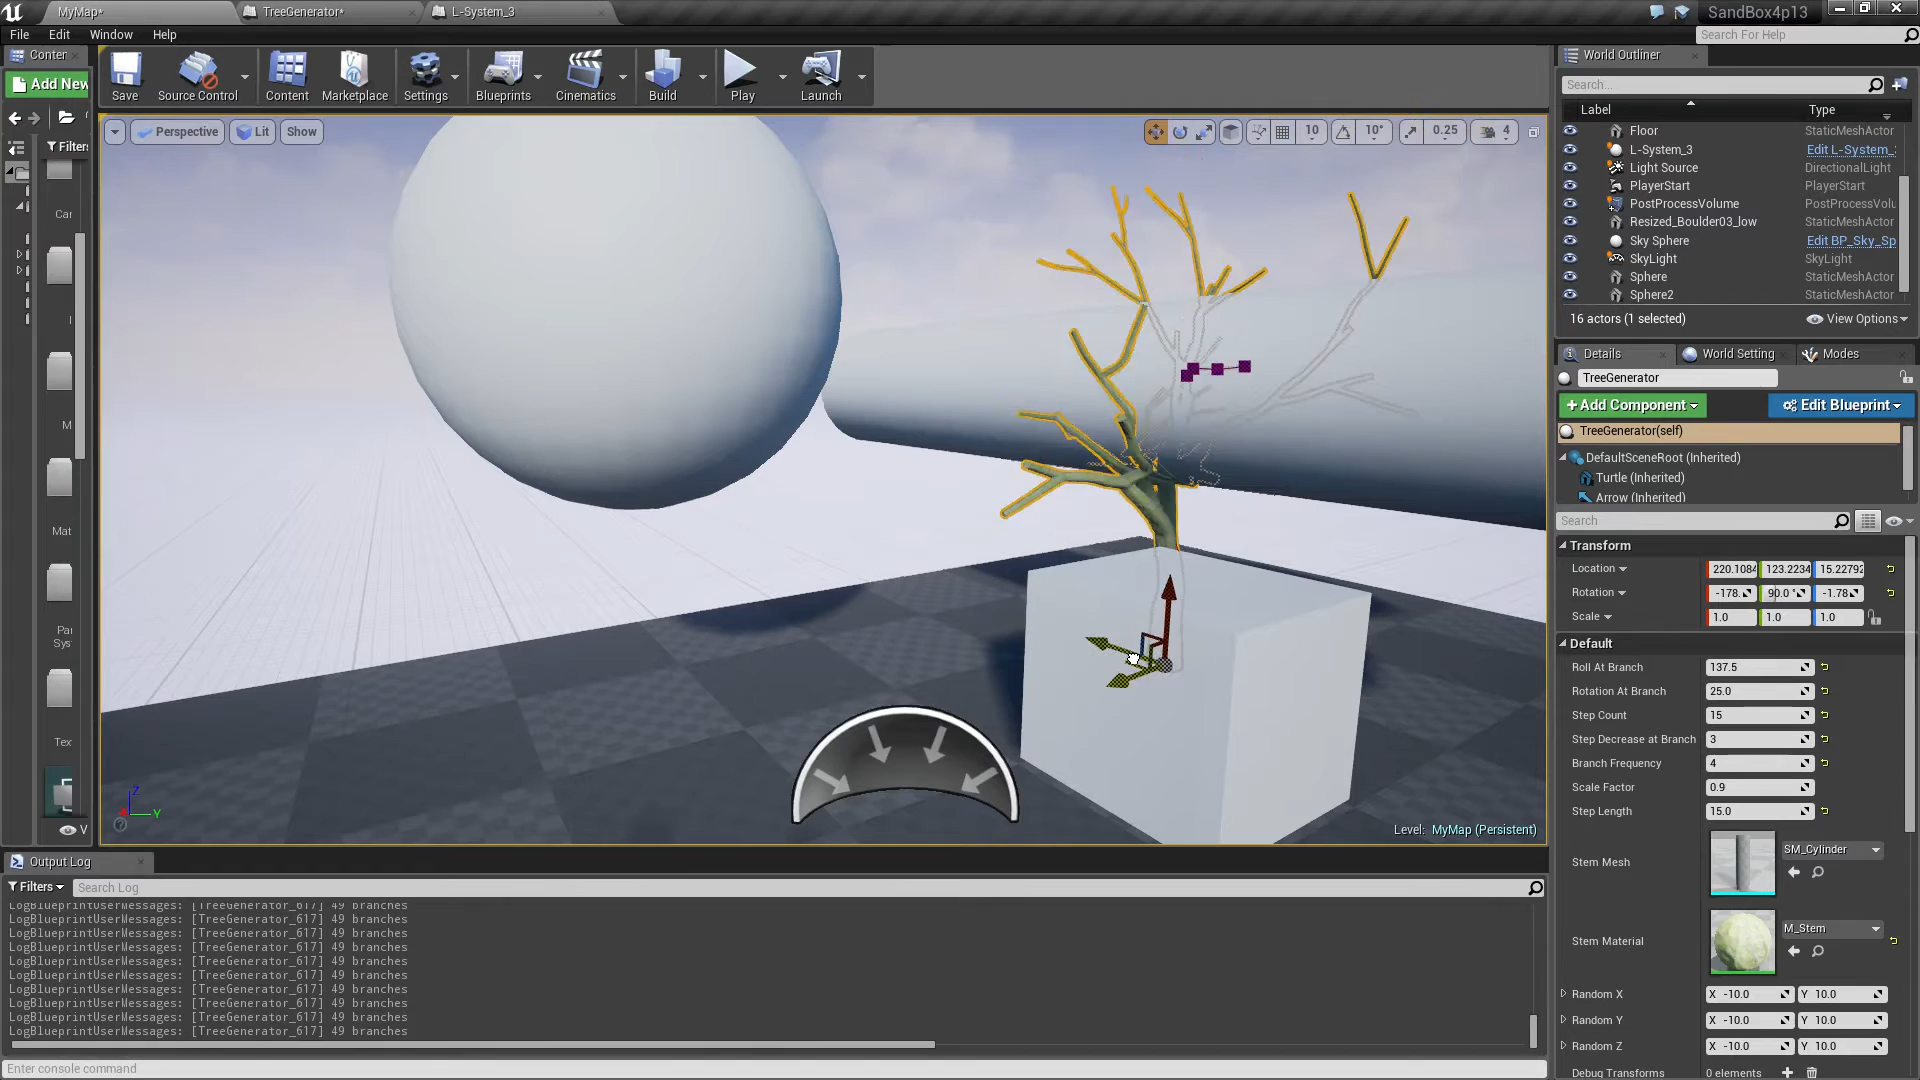 MyMap*
TreeGenerator*
L-System_3
SandBox4p13
File
Edit
Window
Help
Search For Help
Conten
Add New
Filters
Save
Source Control
Content
Marketplace
Settings
Blueprints
Cinematics
Build
Play
Launch
Perspective
Lit
Show
10
10°
0.25
4
Car
M
Mat
Par
Sys
Tex
V
Z
Y
Level: MyMap (Persistent)
World Outliner
Search...
Label
Type
Floor
StaticMeshActor
L-System_3
Edit L-System_
Light Source
DirectionalLight
PlayerStart
PlayerStart
PostProcessVolume
PostProcessVolu
Resized_Boulder03_low
StaticMeshActor
Sky Sphere
Edit BP_Sky_Sp
SkyLight
SkyLight
Sphere
StaticMeshActor
Sphere2
StaticMeshActor
16 actors (1 selected)
View Options
Details
World Setting
Modes
TreeGenerator
+Add Component
Edit Blueprint
TreeGenerator(self)
DefaultSceneRoot (Inherited)
Turtle (Inherited)
Arrow (Inherited)
Search
Transform
Location
220.1084
123.2234
15.22792
Rotation
-178.
90.0 °
-1.78
Scale
1.0
1.0
1.0
Default
Roll At Branch
137.5
Rotation At Branch
25.0
Step Count
15
Step Decrease at Branch
3
Branch Frequency
4
Scale Factor
0.9
Step Length
15.0
Stem Mesh
SM_Cylinder
Stem Material
M_Stem
Random X
X -10.0
Y 10.0
Random Y
X -10.0
Y 10.0
Random Z
X -10.0
Y 10.0
Debug Transforms
0 elements
Output Log
Filters
Search Log
LogBlueprintUserMessages: [TreeGenerator_617] 49 branches
LogBlueprintUserMessages: [TreeGenerator_617] 49 branches
LogBlueprintUserMessages: [TreeGenerator_617] 49 branches
LogBlueprintUserMessages: [TreeGenerator_617] 49 branches
LogBlueprintUserMessages: [TreeGenerator_617] 49 branches
LogBlueprintUserMessages: [TreeGenerator_617] 49 branches
LogBlueprintUserMessages: [TreeGenerator_617] 49 branches
LogBlueprintUserMessages: [TreeGenerator_617] 49 branches
LogBlueprintUserMessages: [TreeGenerator_617] 49 branches
LogBlueprintUserMessages: [TreeGenerator_617] 49 branches
Enter console command